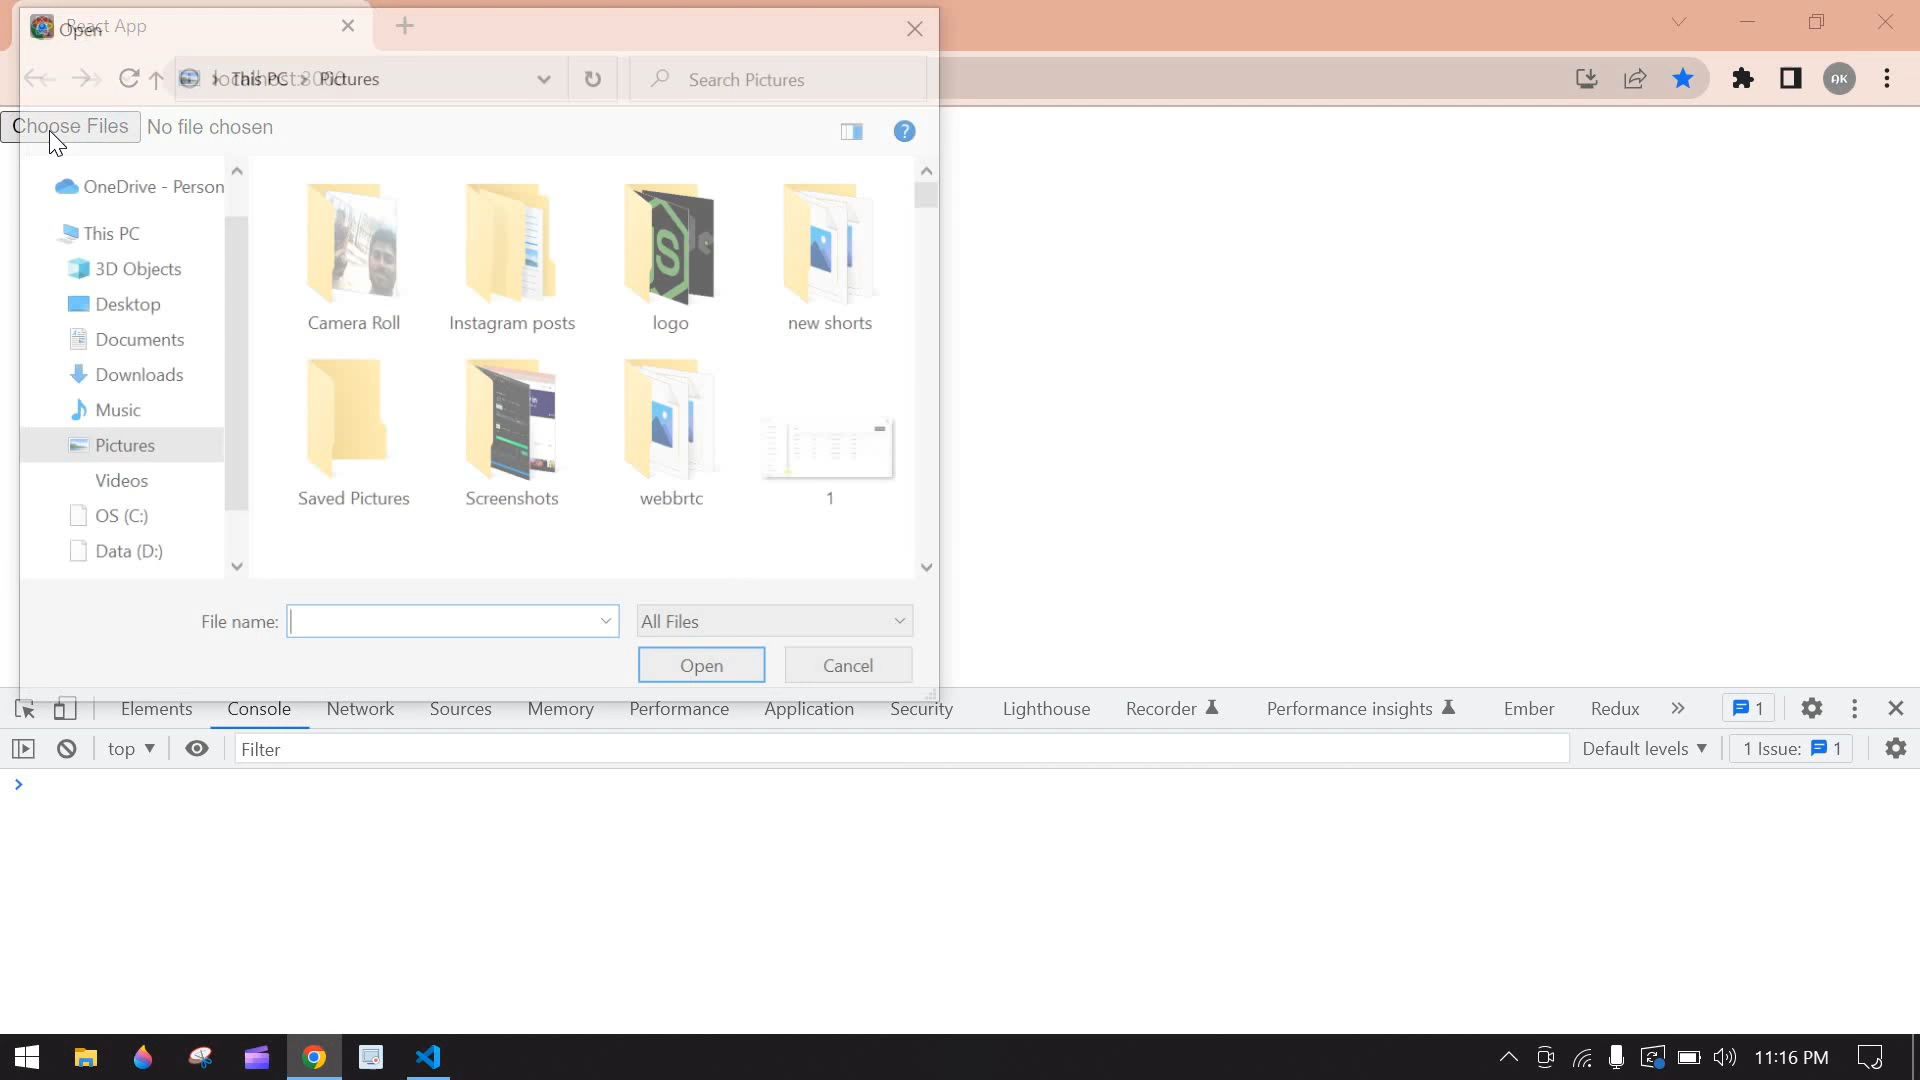 React App
Open
localhost:3000
This PC > Pictures
Search Pictures
AK
Choose Files No file chosen
OneDrive - Person
This PC
3D Objects
Desktop
Documents
Downloads
Music
Pictures
Videos
OS (C:)
Data (D:)
Camera Roll
Instagram posts
logo
new shorts
Saved Pictures
Screenshots
webbrtc
1
File name:
All Files
Open
Cancel
Elements Console Network Sources Memory Performance Application Security Lighthouse Recorder Performance insights Ember Redux » 1
top Filter Default levels 1 Issue: 1
11:16 PM